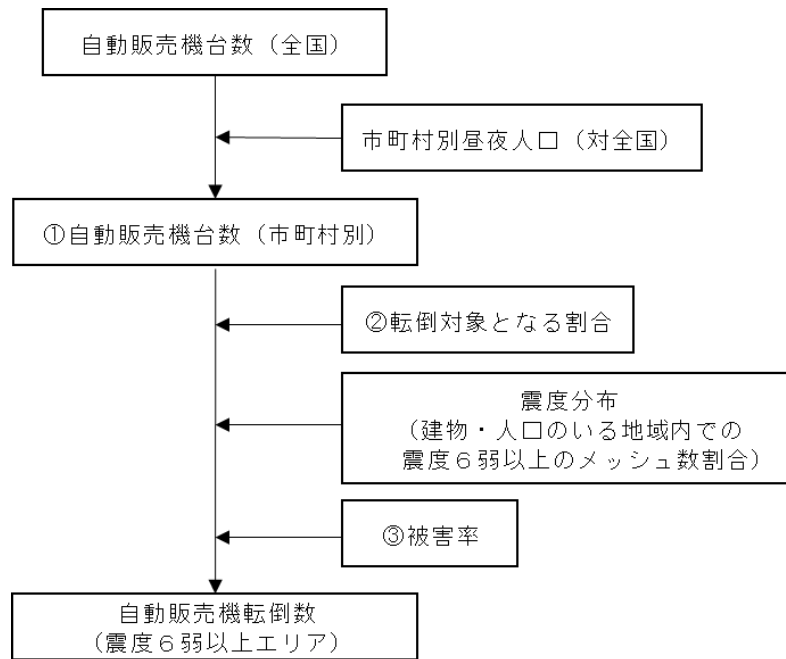 自動販売機台数（全国）
市町村別昼夜人口（対全国）
①自動販売機台数（市町村別）
②転倒対象となる割合
震度分布
（建物・人口のいる地域内での
震度６弱以上のメッシュ数割合）
③被害率
自動販売機転倒数
（震度６弱以上エリア）